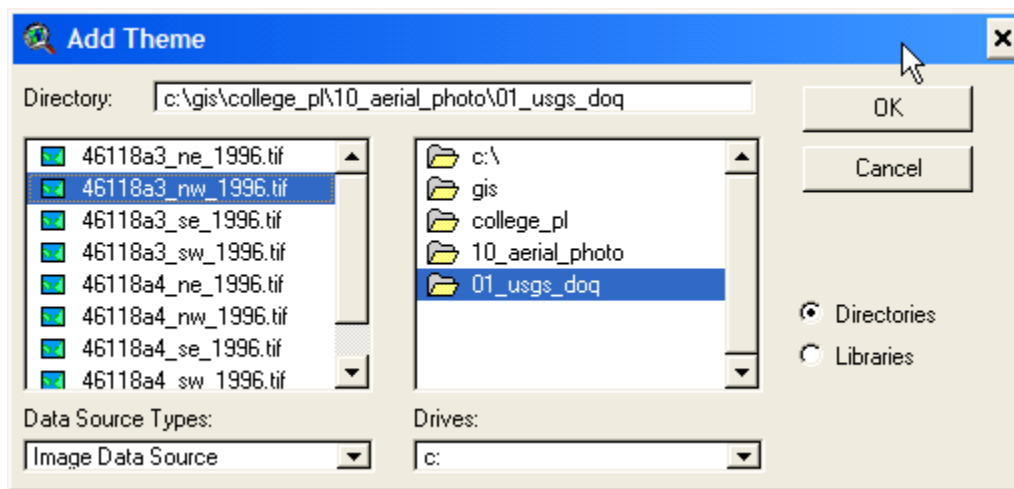 Add Theme
Directory: c:\gis\college_pl\10_aerial_photo\01_usgs_doq
OK
Cancel
46118a3_ne_1996.tif
46118a3_nw_1996.tif
46118a3_se_1996.tif
46118a3_sw_1996.tif
46118a4_ne_1996.tif
46118a4_nw_1996.tif
46118a4_se_1996.tif
46118a4_sw_1996.tif
c:\
gis
college_pl
10_aerial_photo
01_usgs_doq
Directories
Libraries
Data Source Types:
Image Data Source
Drives:
c: